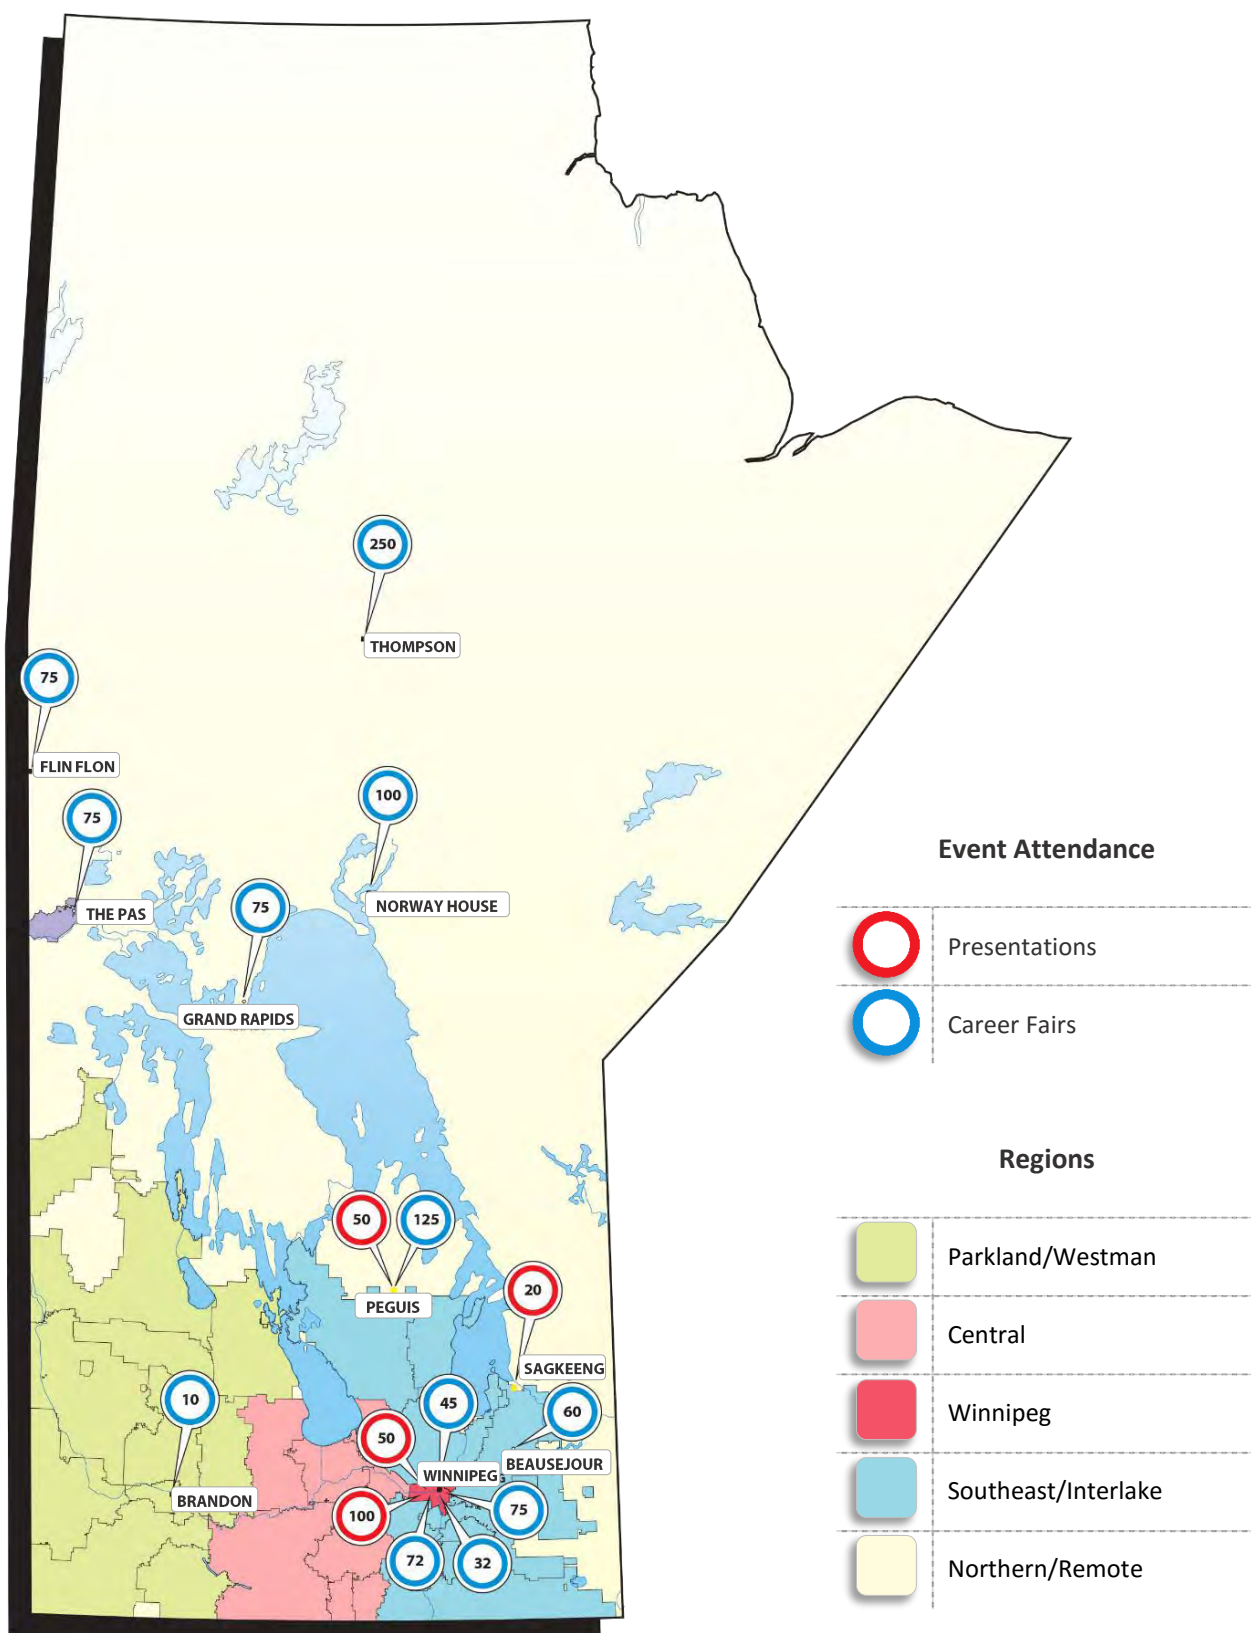 250
THOMPSON
75
FLIN FLON
75
THE PAS
100
NORWAY HOUSE
75
GRAND RAPIDS
50
125
PEGUIS
20
SAGKEENG
10
BRANDON
45
60
BEAUSEJOUR
50
WINNIPEG
100
75
72
32
Event Attendance
Presentations
Career Fairs
Regions
Parkland/Westman
Central
Winnipeg
Southeast/Interlake
Northern/Remote